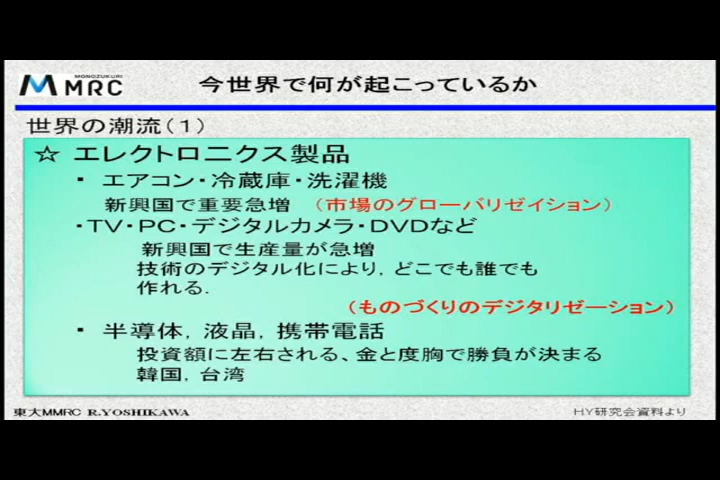 MONOZUKURI
MMRC
今世界で何が起こっているか
世界の潮流(1)
☆ エレクトロニクス製品
・ エアコン・冷蔵庫・洗濯機
新興国で重要急増 (市場のグローバリゼイション)
・TV・PC・デジタルカメラ・DVDなど
新興国で生産量が急増
技術のデジタル化により，どこでも誰でも
作れる．
(ものづくりのデジタリゼーション)
・ 半導体，液晶，携帯電話
投資額に左右される、金と度胸で勝負が決まる
韓国，台湾
東大MMRC R.YOSHIKAWA
HY研究会資料より